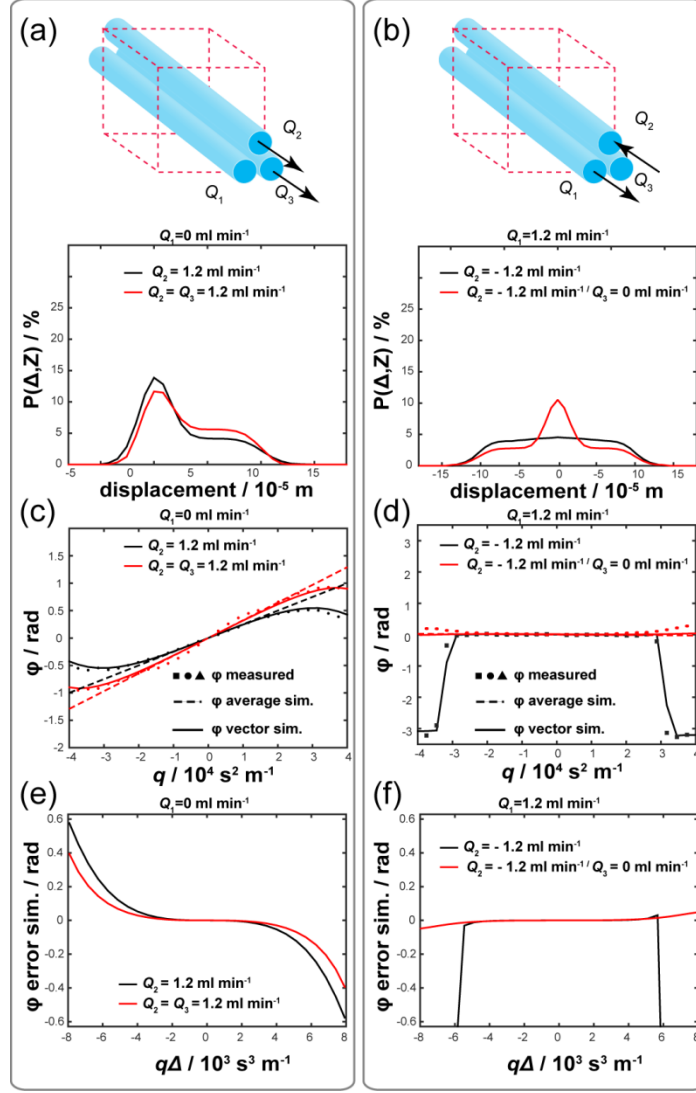 (a)
Q2
Q1
Q3
Q1=0 ml min-1
Q2 = 1.2 ml min-1
Q2 = Q3 = 1.2 ml min-1
P(Δ,Z) / %
30
25
20
15
10
5
0
-5 0 5 10 15
displacement / 10-5 m
(b)
Q2
Q3
Q1
Q1=1.2 ml min-1
Q2 = - 1.2 ml min-1
Q2 = - 1.2 ml min-1 / Q3 = 0 ml min-1
P(Δ,Z) / %
30
25
20
15
10
5
0
-15 -10 -5 0 5 10 15
displacement / 10-5 m
(c)
Q1=0 ml min-1
Q2 = 1.2 ml min-1
Q2 = Q3 = 1.2 ml min-1
φ measured
φ average sim.
φ vector sim.
φ / rad
1.5
1
0.5
0
-0.5
-1
-1.5
-2
-4 -3 -2 -1 0 1 2 3 4
q / 104 s2 m-1
(d)
Q1=1.2 ml min-1
Q2 = - 1.2 ml min-1
Q2 = - 1.2 ml min-1 / Q3 = 0 ml min-1
φ measured
φ average sim.
φ vector sim.
φ / rad
3
2
1
0
-1
-2
-3
-4 -3 -2 -1 0 1 2 3 4
q / 104 s2 m-1
(e)
Q1=0 ml min-1
Q2 = 1.2 ml min-1
Q2 = Q3 = 1.2 ml min-1
φ error sim. / rad
0.6
0.4
0.2
0
-0.2
-0.4
-0.6
-8 -6 -4 -2 0 2 4 6 8
qΔ / 103 s3 m-1
(f)
Q1=1.2 ml min-1
Q2 = - 1.2 ml min-1
Q2 = - 1.2 ml min-1 / Q3 = 0 ml min-1
φ error sim. / rad
0.6
0.4
0.2
0
-0.2
-0.4
-0.6
-8 -6 -4 -2 0 2 4 6 8
qΔ / 103 s3 m-1